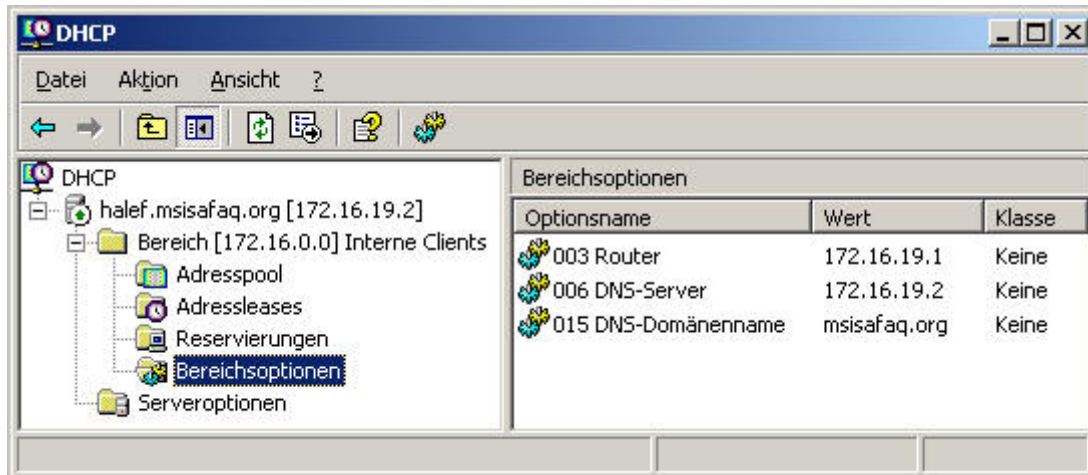 DHCP
Datei Aktion Ansicht ?
DHCP
halef.msisafaq.org [172.16.19.2]
Bereich [172.16.0.0] Interne Clients
Adresspool
Adressleases
Reservierungen
Bereichsoptionen
Serveroptionen
Bereichsoptionen
Optionsname Wert Klasse
003 Router 172.16.19.1 Keine
006 DNS-Server 172.16.19.2 Keine
015 DNS-Domänenname msisafaq.org Keine